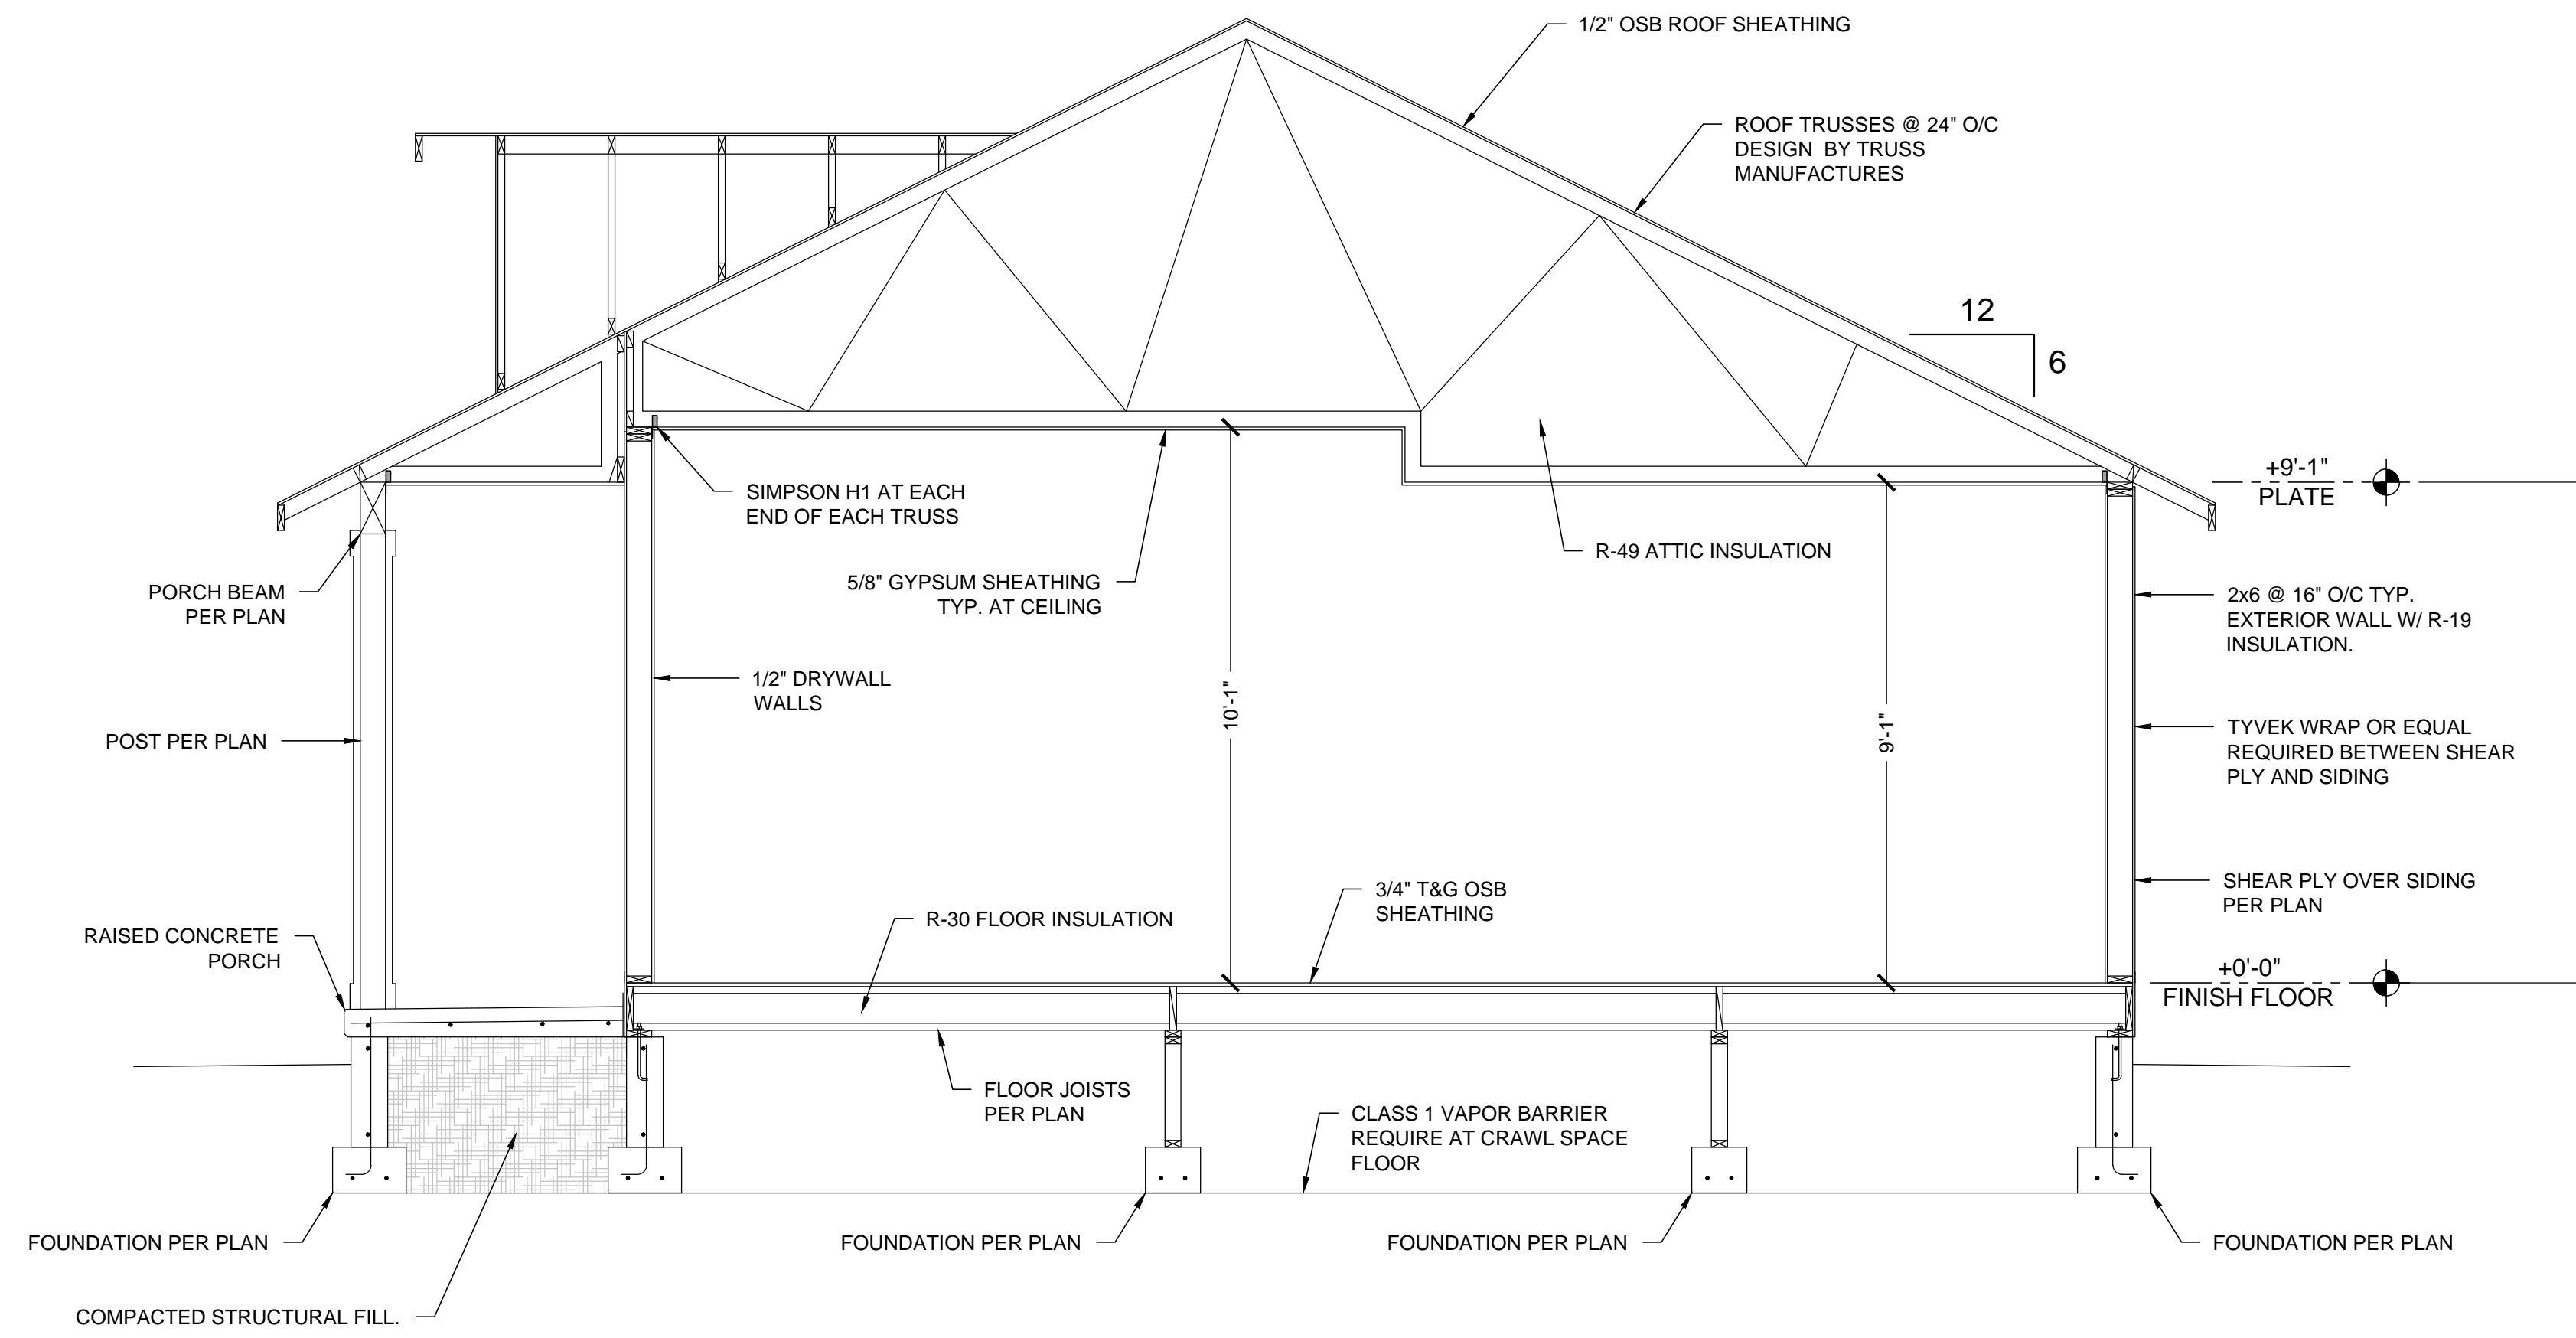 1/2" OSB ROOF SHEATHING
ROOF TRUSSES @ 24" O/C
DESIGN BY TRUSS
MANUFACTURES
12
6
+9'-1"
PLATE
SIMPSON H1 AT EACH
END OF EACH TRUSS
R-49 ATTIC INSULATION
5/8" GYPSUM SHEATHING
TYP. AT CEILING
PORCH BEAM
PER PLAN
2x6 @ 16" O/C TYP.
EXTERIOR WALL W/ R-19
INSULATION.
1/2" DRYWALL
WALLS
10'-1"
9'-1"
POST PER PLAN
TYVEK WRAP OR EQUAL
REQUIRED BETWEEN SHEAR
PLY AND SIDING
3/4" T&G OSB
SHEATHING
SHEAR PLY OVER SIDING
PER PLAN
R-30 FLOOR INSULATION
RAISED CONCRETE
PORCH
+0'-0"
FINISH FLOOR
FLOOR JOISTS
PER PLAN
CLASS 1 VAPOR BARRIER
REQUIRE AT CRAWL SPACE
FLOOR
FOUNDATION PER PLAN
FOUNDATION PER PLAN
FOUNDATION PER PLAN
FOUNDATION PER PLAN
COMPACTED STRUCTURAL FILL.